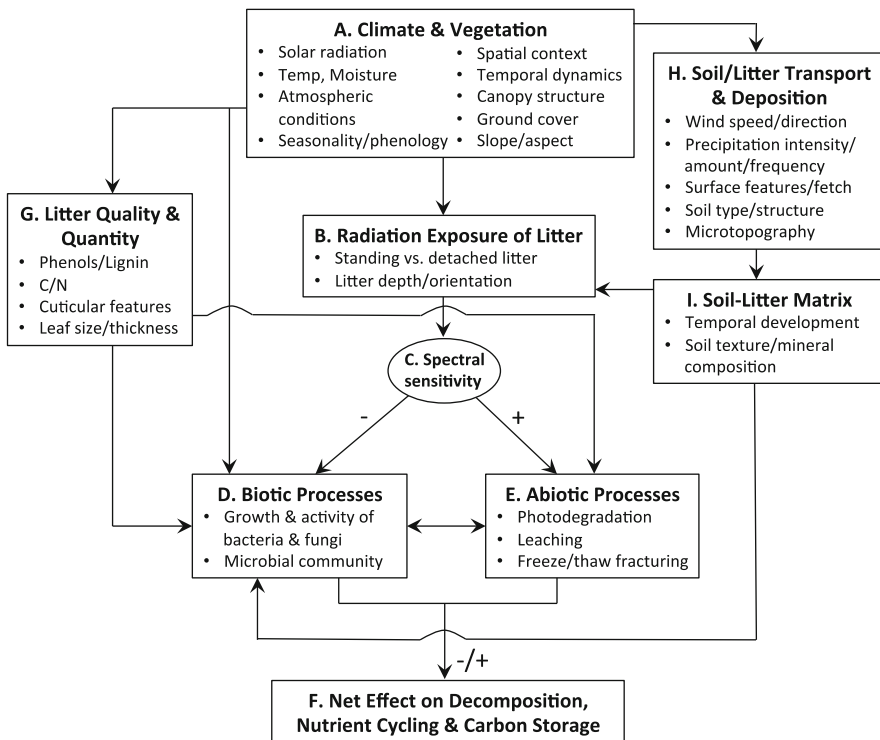 A. Climate & Vegetation
• Solar radiation
• Temp, Moisture
• Atmospheric
conditions
• Seasonality/phenology
• Spatial context
• Temporal dynamics
• Canopy structure
• Ground cover
• Slope/aspect
H. Soil/Litter Transport
& Deposition
• Wind speed/direction
• Precipitation intensity/
amount/frequency
• Surface features/fetch
• Soil type/structure
• Microtopography
G. Litter Quality &
Quantity
• Phenols/Lignin
• C/N
• Cuticular features
• Leaf size/thickness
B. Radiation Exposure of Litter
• Standing vs. detached litter
• Litter depth/orientation
I. Soil-Litter Matrix
• Temporal development
• Soil texture/mineral
composition
C. Spectral
sensitivity
-
+
D. Biotic Processes
• Growth & activity of
bacteria & fungi
• Microbial community
E. Abiotic Processes
• Photodegradation
• Leaching
• Freeze/thaw fracturing
-/+
F. Net Effect on Decomposition,
Nutrient Cycling & Carbon Storage